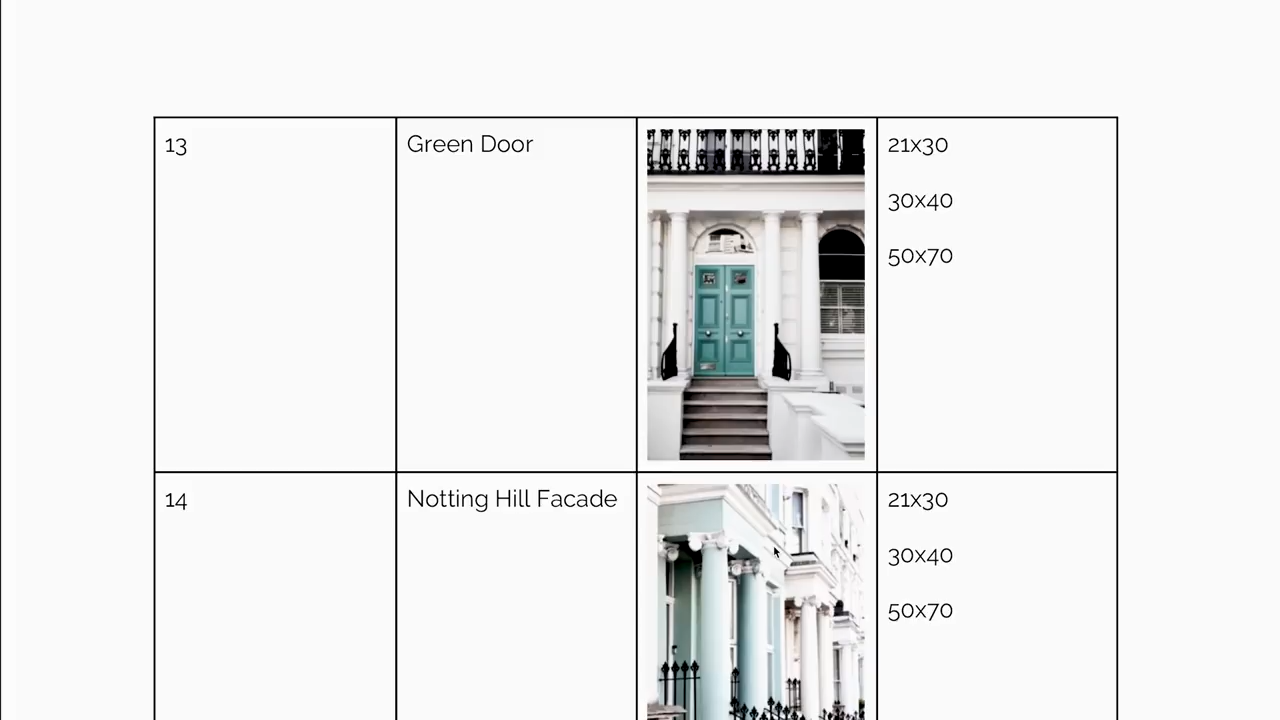 13
Green Door
21x30
30x40
50x70
14
Notting Hill Facade
21x30
30x40
50x70